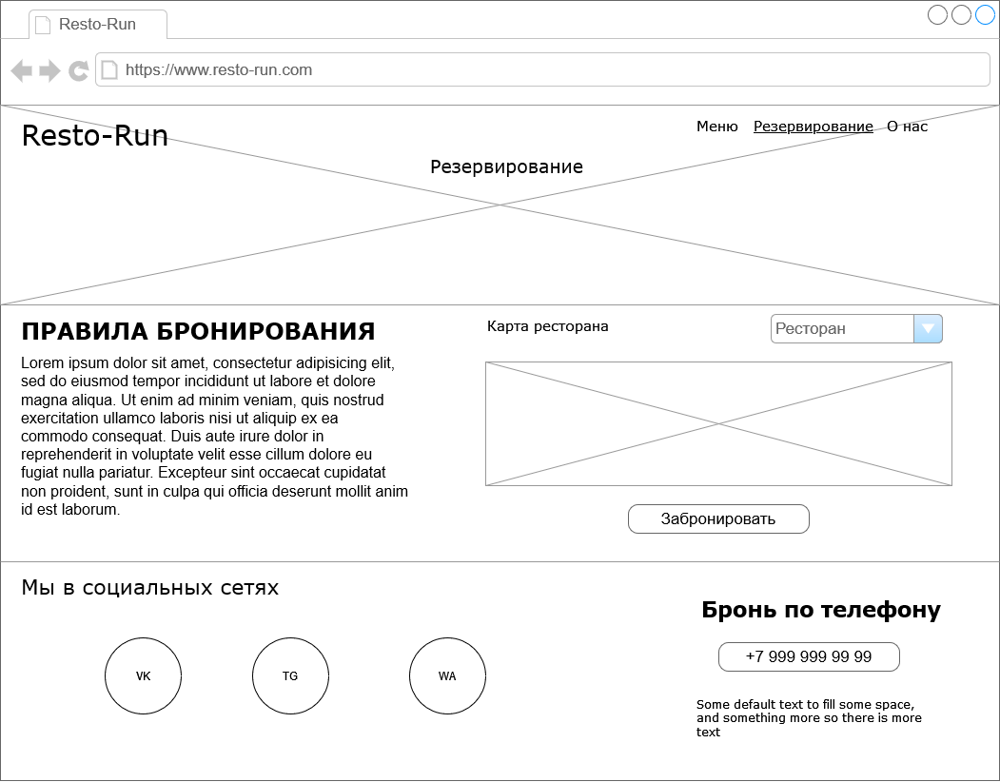 Resto-Run
https://www.resto-run.com
Resto-Run
Меню Резервирование О нас
Резервирование
ПРАВИЛА БРОНИРОВАНИЯ
Lorem ipsum dolor sit amet, consectetur adipisicing elit,
sed do eiusmod tempor incididunt ut labore et dolore
magna aliqua. Ut enim ad minim veniam, quis nostrud
exercitation ullamco laboris nisi ut aliquip ex ea
commodo consequat. Duis aute irure dolor in
reprehenderit in voluptate velit esse cillum dolore eu
fugiat nulla pariatur. Excepteur sint occaecat cupidatat
non proident, sunt in culpa qui officia deserunt mollit anim
id est laborum.
Карта ресторана
Ресторан
Забронировать
Мы в социальных сетях
VK
TG
WA
Бронь по телефону
+7 999 999 99 99
Some default text to fill some space,
and something more so there is more
text